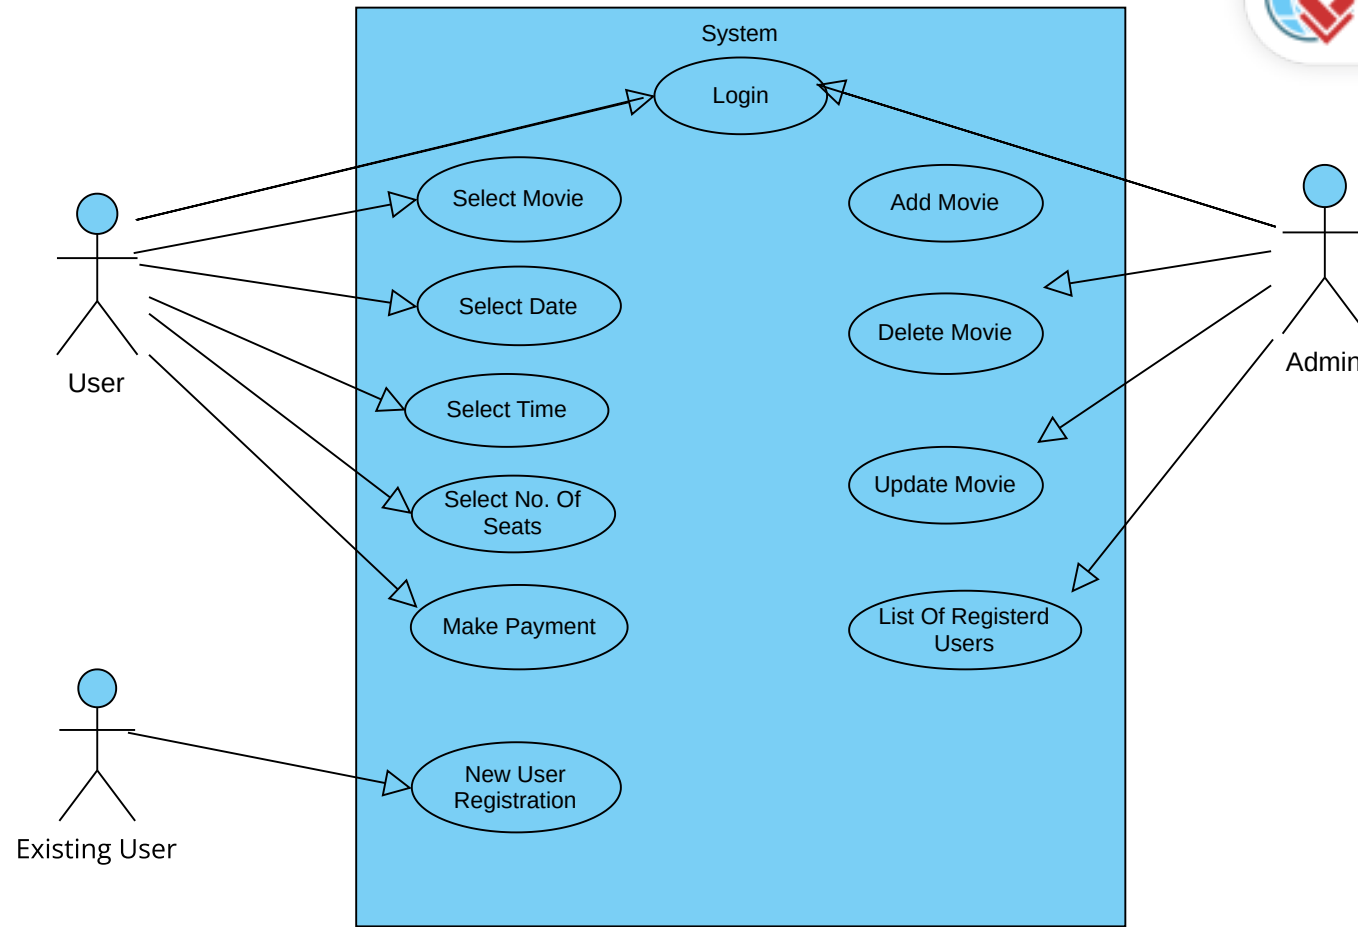 System
Login
Select Movie
Add Movie
Select Date
Delete Movie
User
Admin
Select Time
Select No. Of
Seats
Update Movie
Make Payment
List Of Registerd
Users
New User
Registration
Existing User